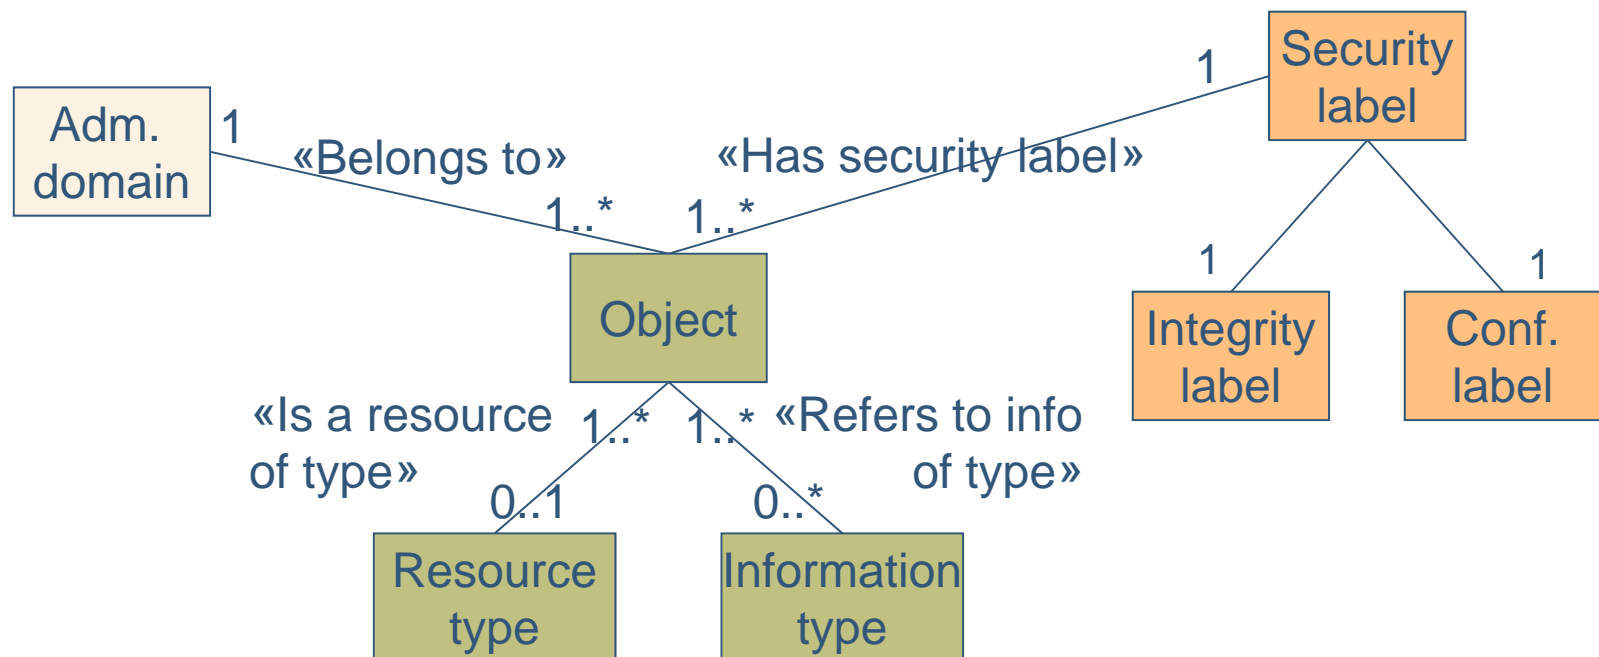 Security
label
1
Adm.
domain
1
«Belongs to»
«Has security label»
1..*
1..*
Object
1
1
Integrity
label
Conf.
label
«Is a resource
of type»
1..*
1..*
«Refers to info
of type»
0..1
0..*
Resource
type
Information
type